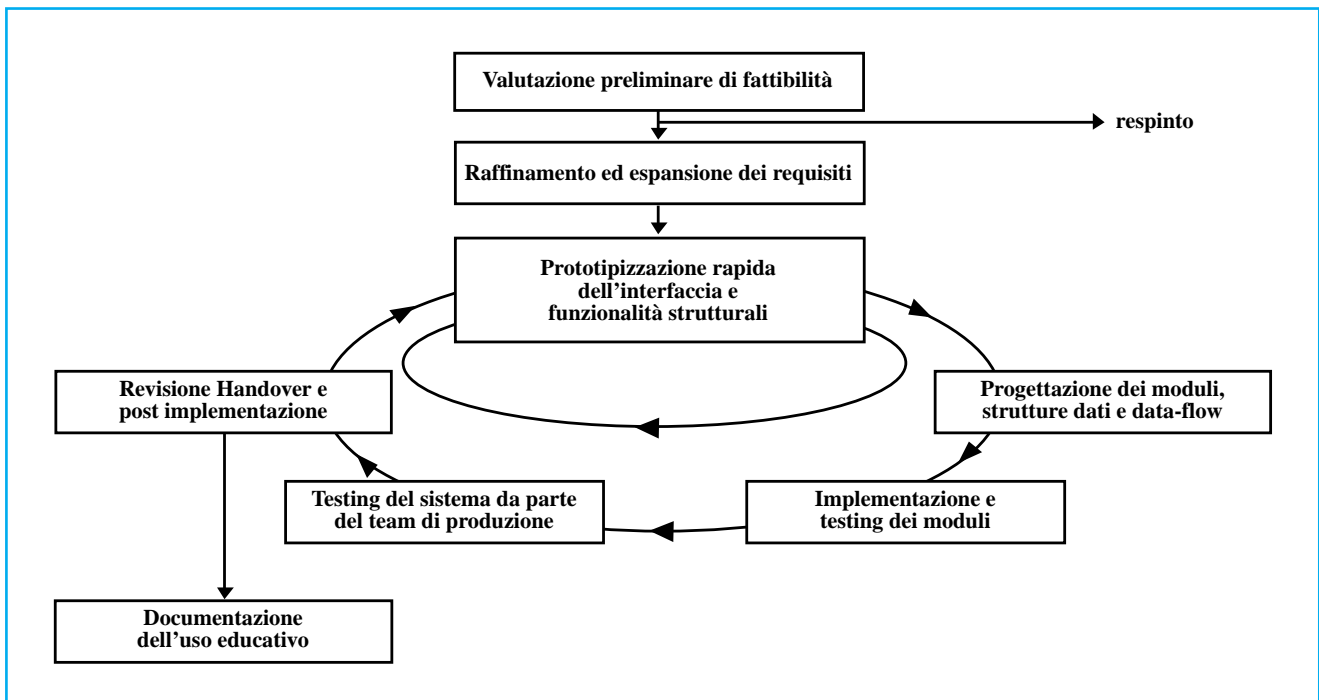 Valutazione preliminare di fattibilità
respinto
Raffinamento ed espansione dei requisiti
Prototipizzazione rapida
dell’interfaccia e
funzionalità strutturali
Revisione Handover e
post implementazione
Progettazione dei moduli,
strutture dati e data-flow
Testing del sistema da parte
del team di produzione
Implementazione e
testing dei moduli
Documentazione
dell’uso educativo